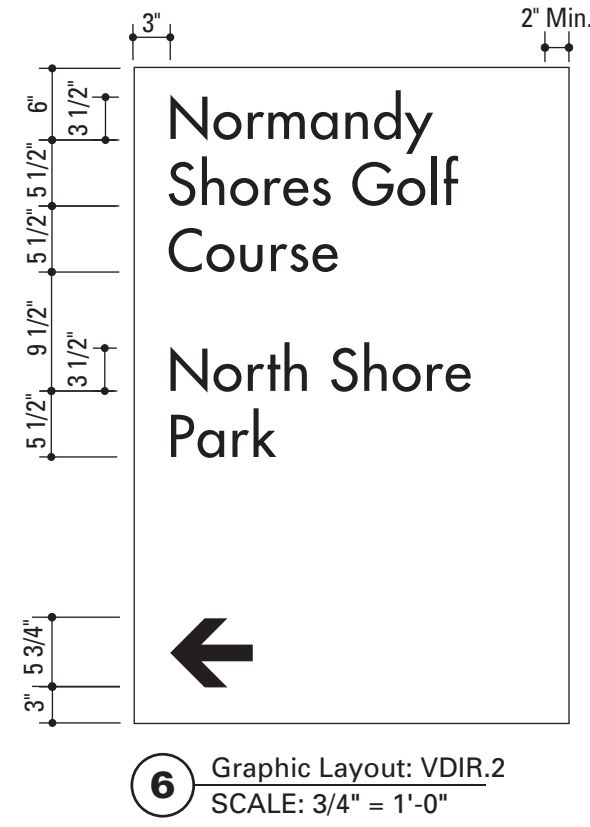 3"
2" Min.
6"
3 1/2"
5 1/2"
5 1/2"
9 1/2"
3 1/2"
5 1/2"
5 3/4"
3"
Normandy
Shores Golf
Course
North Shore
Park
6
Graphic Layout: VDIR.2
SCALE: 3/4" = 1'-0"